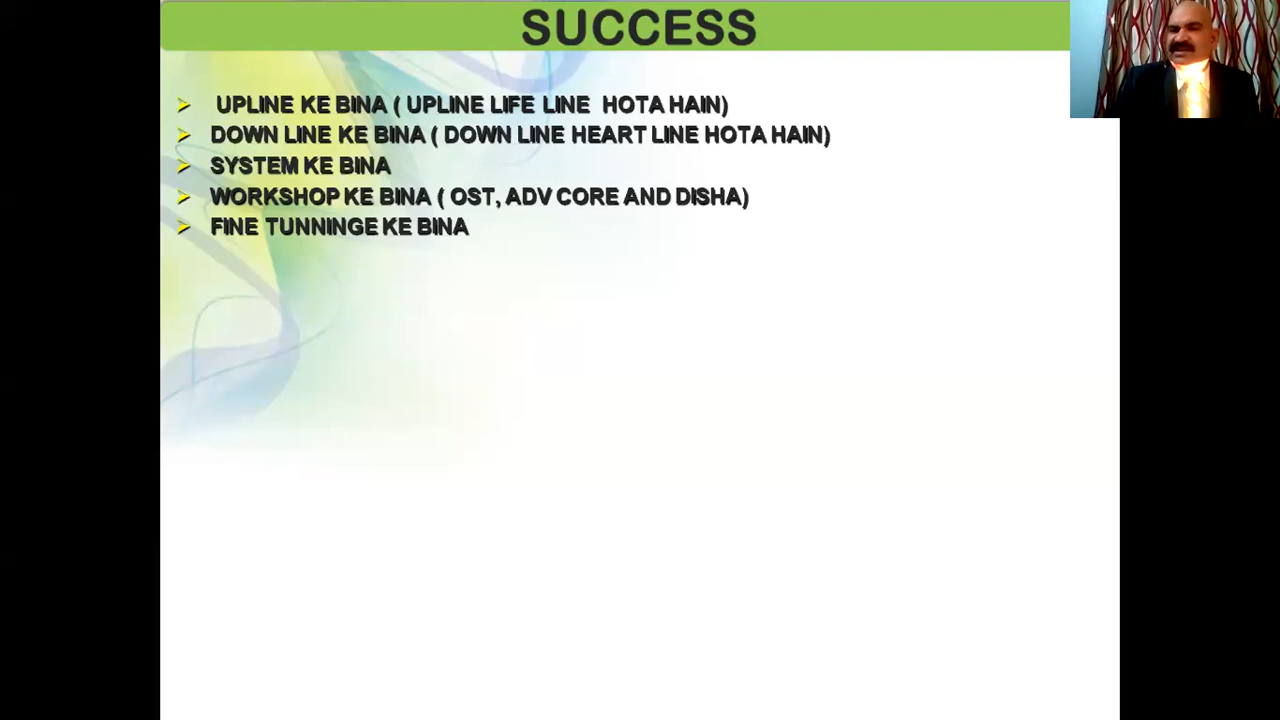 SUCCESS
UPLINE KE BINA ( UPLINE LIFE LINE HOTA HAIN)
DOWN LINE KE BINA ( DOWN LINE HEART LINE HOTA HAIN)
SYSTEM KE BINA
WORKSHOP KE BINA ( OST, ADV CORE AND DISHA)
FINE TUNNINGE KE BINA